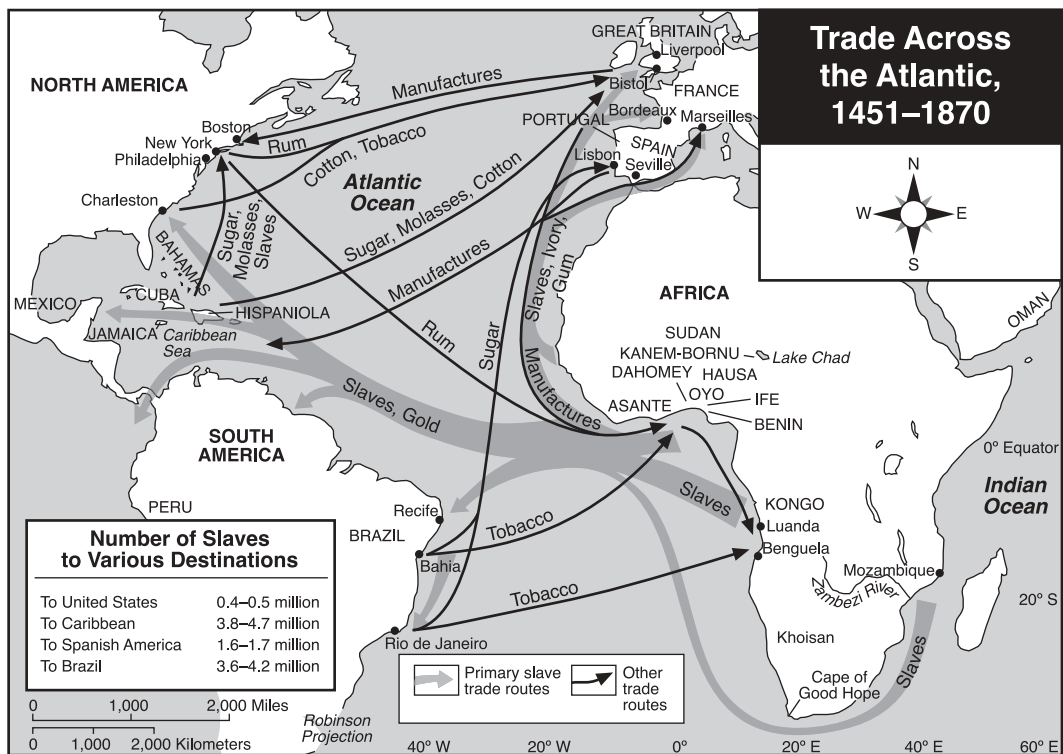 Trade Across
the Atlantic,
1451–1870
N
W
E
S
NORTH AMERICA
GREAT BRITAIN
Liverpool
Bistol
FRANCE
Bordeaux
Marseilles
PORTUGAL
SPAIN
Lisbon
Seville
Boston
New York
Philadelphia
Charleston
Manufactures
Rum
Cotton, Tobacco
Atlantic
Ocean
Sugar,
Molasses,
Slaves
Sugar, Molasses, Cotton
Manufactures
Slaves, Ivory,
Gum
BAHAMAS
MEXICO
CUBA
HISPANIOLA
JAMAICA
Caribbean
Sea
Rum
Sugar
Manufactures
Slaves, Gold
AFRICA
OMAN
SUDAN
KANEM-BORNU
Lake Chad
DAHOMEY
HAUSA
OYO
IFE
ASANTE
BENIN
SOUTH
AMERICA
0° Equator
Indian
Ocean
Slaves
KONGO
Luanda
Benguela
PERU
Recife
BRAZIL
Bahia
Tobacco
Tobacco
Rio de Janeiro
Mozambique
Zambezi River
20° S
Khoisan
Slaves
Cape of
Good Hope
Number of Slaves
to Various Destinations
To United States 0.4–0.5 million
To Caribbean 3.8–4.7 million
To Spanish America 1.6–1.7 million
To Brazil 3.6–4.2 million
Primary slave
trade routes
Other
trade
routes
0 1,000 2,000 Miles
0 1,000 2,000 Kilometers
Robinson
Projection
40° W 20° W 0° 20° E 40° E 60° E